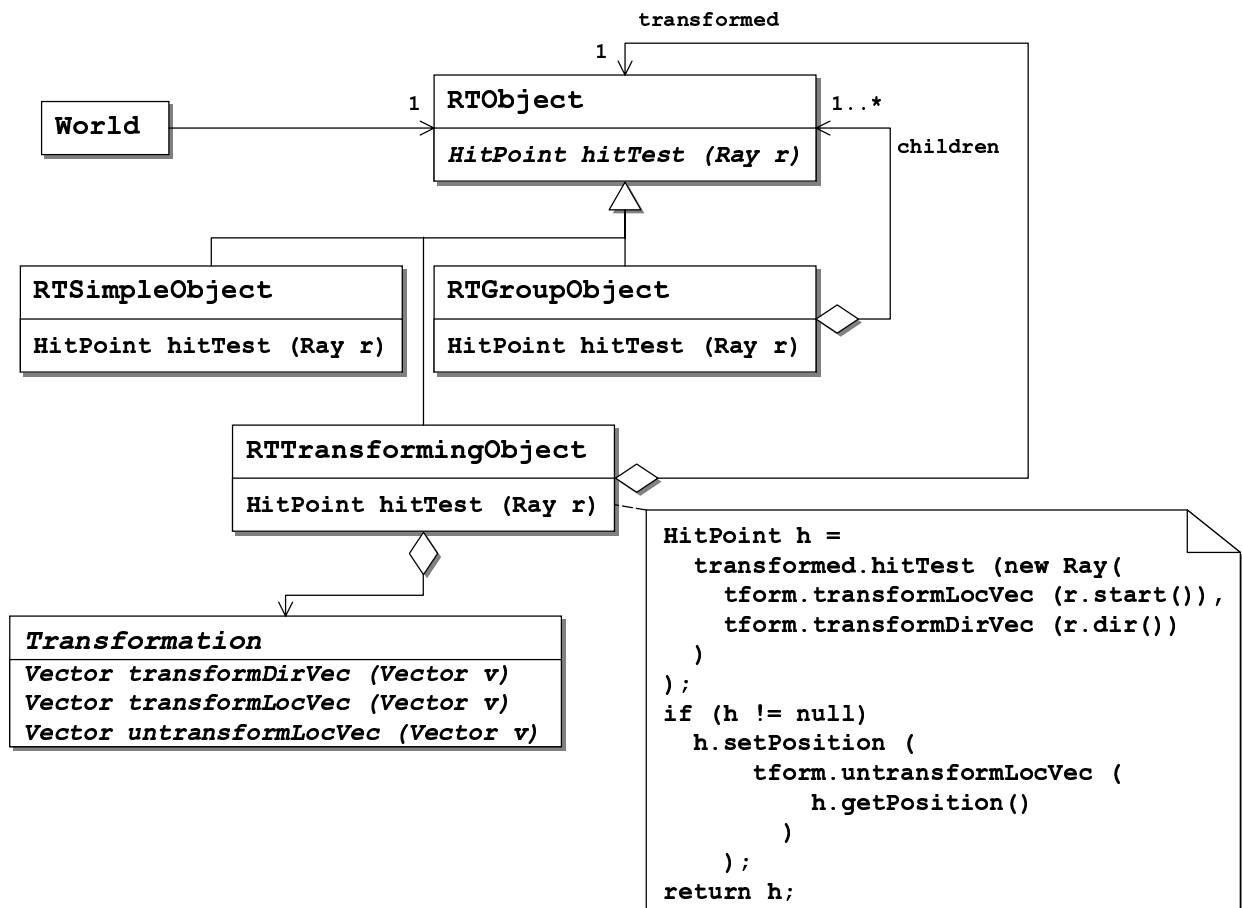 transformed
1
RTObject
1
1..*
World
HitPoint hitTest (Ray r)
children
RTSimpleObject
RTGroupObject
HitPoint hitTest (Ray r)
HitPoint hitTest (Ray r)
RTTransformingObject
HitPoint hitTest (Ray r)
HitPoint h =
transformed.hitTest (new Ray(
tform.transformLocVec (r.start()),
tform.transformDirVec (r.dir())
)
);
if (h != null)
h.setPosition (
tform.untransformLocVec (
h.getPosition()
)
);
return h;
Transformation
Vector transformDirVec (Vector v)
Vector transformLocVec (Vector v)
Vector untransformLocVec (Vector v)